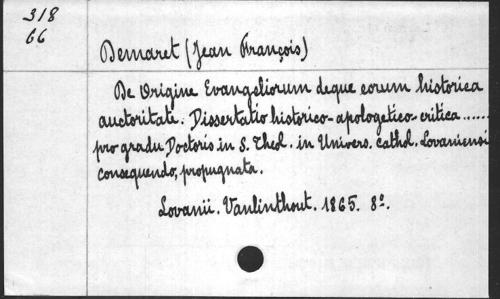 318
66
Demaret (Jean François)
De Origine Evangeliorum deque eorum historica
auctoritate. Dissertatio historico-apologetico-critica ......
pro gradu Doctoris in S. Theol. in Univers. cathol. Lovaniensi
consequendo, propugnata.
Lovanii. Vanlinthout. 1865. 8º.